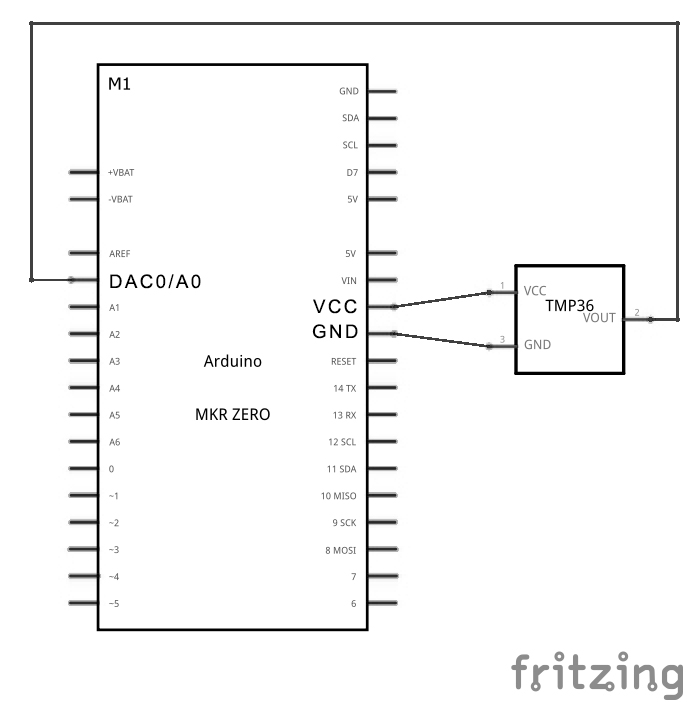 M1
GND
SDA
SCL
+VBAT
D7
-VBAT
5V
AREF
5V
DAC0/A0
VIN
A1
VCC
A2
GND
A3
Arduino
RESET
A4
14 TX
A5
MKR ZERO
13 RX
A6
12 SCL
0
11 SDA
~1
10 MISO
~2
9 SCK
~3
8 MOSI
~4
7
~5
6
1
VCC
TMP36
VOUT
2
3
GND
fritzing